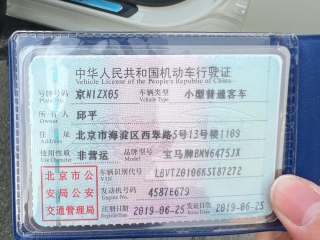 中华人民共和国机动车行驶证
Vehicle License of the People's Republic of China
号牌号码 京N1ZX05 车辆类型 小型普通客车
Plate No. Vehicle Type
所有人 邱平
Owner
住址 北京市海淀区西翠路5号13号楼1109
Address
使用性质 非营运 品牌型号 宝马牌BMW6475JX
Use Character Model
北京市公 车辆识别代号 LBVTZ0106KST87272
VIN
安局公安 发动机号码 4587E679
Engine No.
交通管理局 注册日期 2019-06-25 发证日期 2019-06-25
Register Date Issue Date